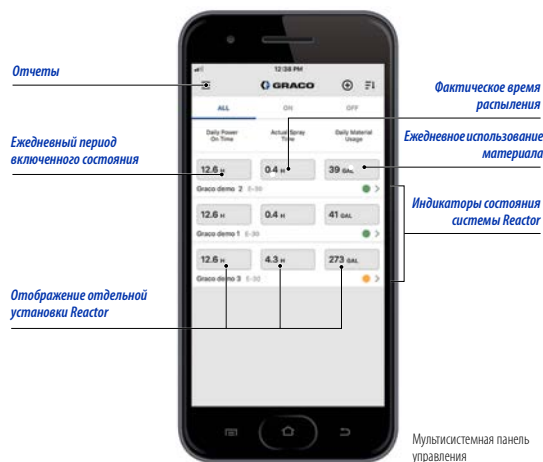 Отчеты
Ежедневный период
включенного состояния
Отображение отдельной
установки Reactor
12:38 PM
GRACO
ALL ON OFF
Daily Power
On Time
Actual Spray
Time
Daily Material
Usage
12.6 H 0.4 H 39 GAL
Graco demo 2 E-30
12.6 H 0.4 H 41 GAL
Graco demo 1 E-30
12.6 H 4.3 H 273 GAL
Graco demo 3 E-30
Фактическое время
распыления
Ежедневное использование
материала
Индикаторы состояния
системы Reactor
Мультисистемная панель
управления